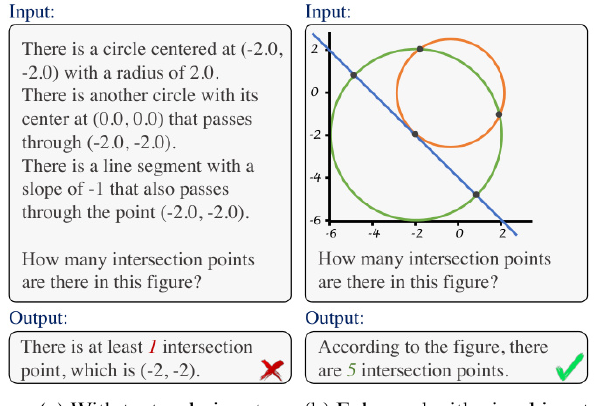 Input:
There is a circle centered at (-2.0,
-2.0) with a radius of 2.0.
There is another circle with its
center at (0.0, 0.0) that passes
through (-2.0, -2.0).
There is a line segment with a
slope of -1 that also passes
through the point (-2.0, -2.0).
How many intersection points
are there in this figure?
Output:
There is at least 1 intersection
point, which is (-2, -2).
Input:
2
0
-2
-4
-6
-6 -4 -2 0 2
How many intersection points
are there in this figure?
Output:
According to the figure, there
are 5 intersection points.